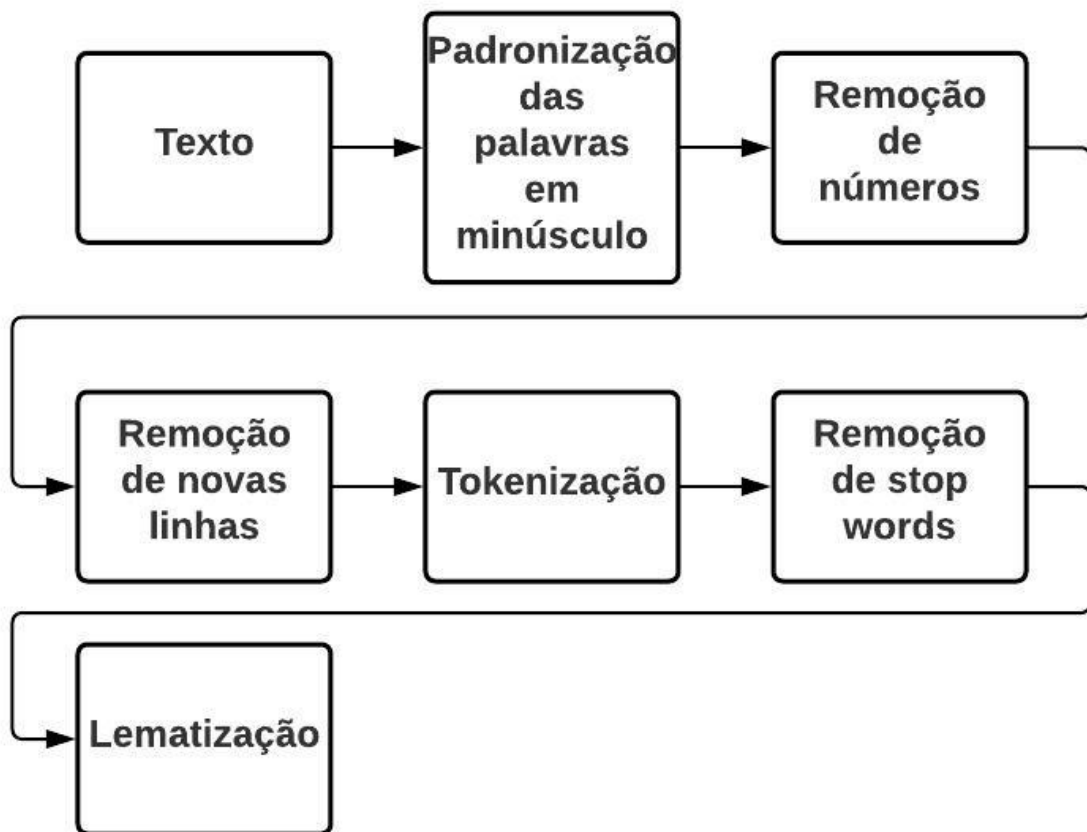 Texto
Padronização
das
palavras
em
minúsculo
Remoção
de
números
Remoção
de novas
linhas
Tokenização
Remoção
de stop
words
Lematização